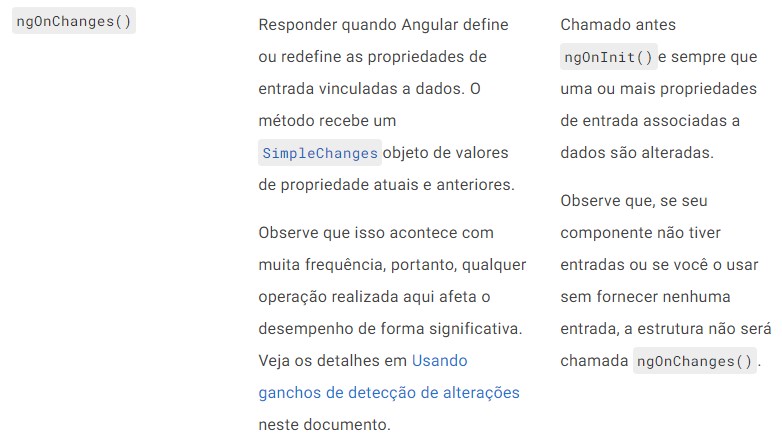 ngOnChanges()
Responder quando Angular define
ou redefine as propriedades de
entrada vinculadas a dados. O
método recebe um
SimpleChanges objeto de valores
de propriedade atuais e anteriores.
Observe que isso acontece com
muita frequência, portanto, qualquer
operação realizada aqui afeta o
desempenho de forma significativa.
Veja os detalhes em Usando
ganchos de detecção de alterações
neste documento.
Chamado antes
ngOnInit() e sempre que
uma ou mais propriedades
de entrada associadas a
dados são alteradas.
Observe que, se seu
componente não tiver
entradas ou se você o usar
sem fornecer nenhuma
entrada, a estrutura não será
chamada ngOnChanges() .